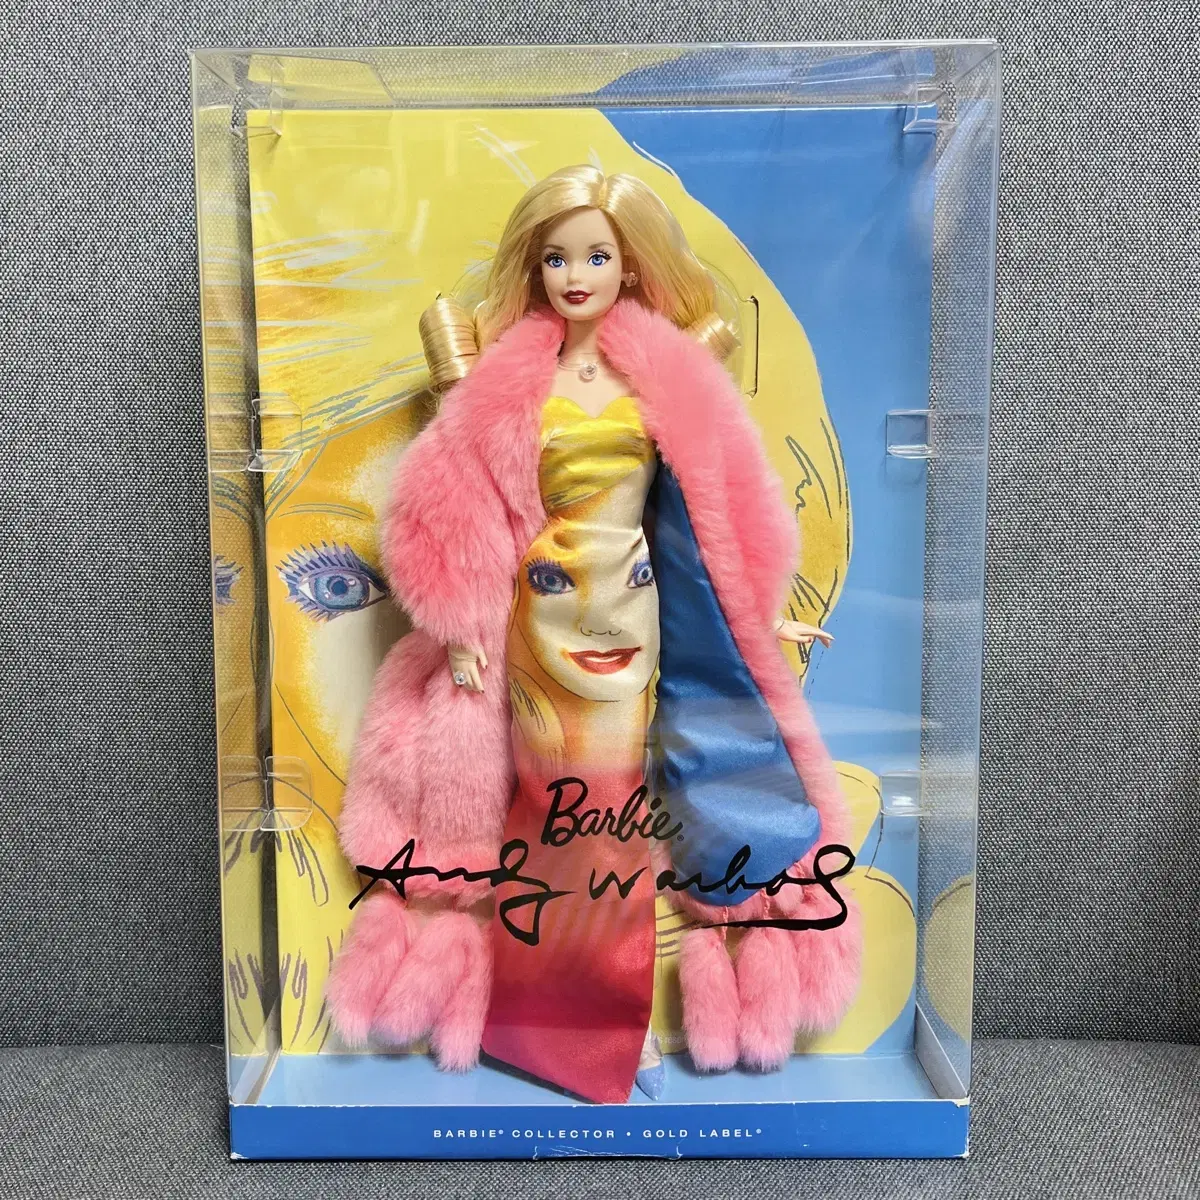 Barbie®
Andy Warhol
BARBIE® COLLECTOR • GOLD LABEL®